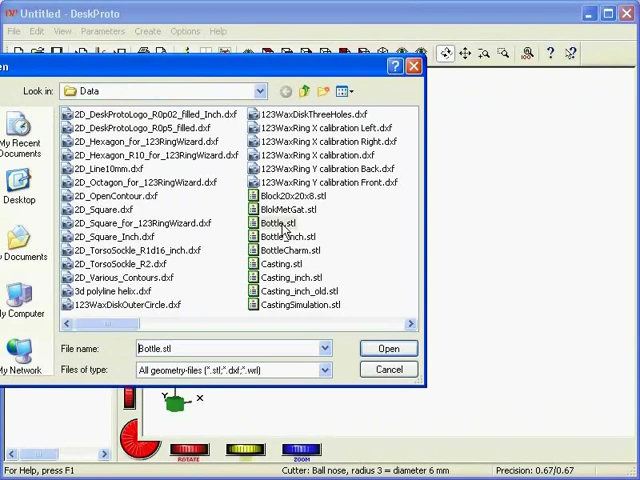 Untitled - DeskProto
File Edit View Parameters Create Options Help
Look in: Data
My Recent
Documents
Desktop
My Computer
My Network
2D_DeskProtoLogo_R0p02_filled_Inch.dxf
2D_DeskProtoLogo_R0p5_filled.dxf
2D_Hexagon_for_123RingWizard.dxf
2D_Hexagon_R10_for_123RingWizard.dxf
2D_Line10mm.dxf
2D_Octagon_for_123RingWizard.dxf
2D_OpenContour.dxf
2D_Square.dxf
2D_Square_for_123RingWizard.dxf
2D_Square_Inch.dxf
2D_TorsoSockle_R1d16_inch.dxf
2D_TorsoSockle_R2.dxf
2D_Various_Contours.dxf
3d polyline helix.dxf
123WaxDiskOuterCircle.dxf
123WaxDiskThreeHoles.dxf
123WaxRing X calibration Left.dxf
123WaxRing X calibration Right.dxf
123WaxRing X calibration.dxf
123WaxRing Y calibration Back.dxf
123WaxRing Y calibration Front.dxf
Block20x20x8.stl
BlokMetGat.stl
Bottle.stl
BottleCharm.stl
Casting.stl
Casting_inch.stl
Casting_inch_old.stl
CastingSimulation.stl
File name: Bottle.stl Open
Files of type: All geometry-files (*.stl;*.dxf;*.wrl) Cancel
Y X
ROTATE ZOOM
For Help, press F1 Cutter: Ball nose, radius 3 = diameter 6 mm Precision: 0.67/0.67